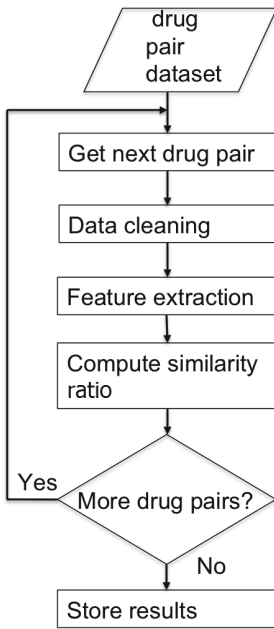 drug
pair
dataset
Get next drug pair
Data cleaning
Feature extraction
Compute similarity
ratio
More drug pairs?
Yes
No
Store results